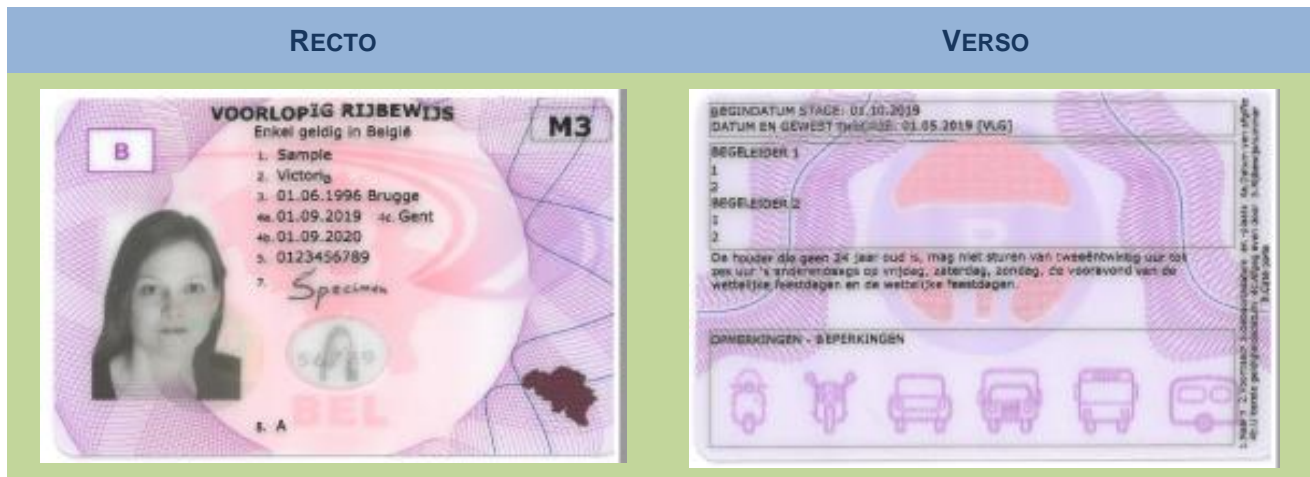 RECTO
VERSO
VOORLOPIG RIJBEWIJS
Enkel geldig in België
M3
B
1. Sample
2. Victoria
3. 01.06.1996 Brugge
4a. 01.09.2019 4c. Gent
4b. 01.09.2020
5. 0123456789
7. Specimen
BEL
8. A
BEGINDATUM STAGE: 01.10.2019
DATUM EN GEWEST THEORIE: 01.05.2019 [VLG]
BEGELEIDER 1
1
2
BEGELEIDER 2
1
2
De houder die geen 24 jaar oud is, mag niet sturen van tweeëntwintig uur tot
zes uur 's anderendaags op vrijdag, zaterdag, zondag, de vooravond van de
wettelijke feestdagen en de wettelijke feestdagen.
OPMERKINGEN - BEPERKINGEN